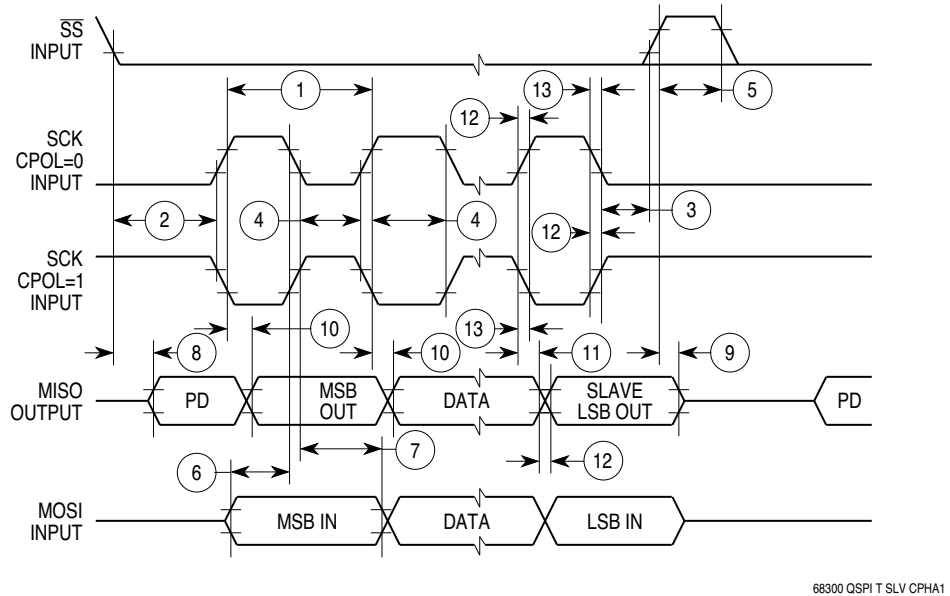 SS
INPUT
1
13
5
12
SCK
CPOL=0
INPUT
2
4
4
3
12
SCK
CPOL=1
INPUT
10
13
8
10
11
9
MISO
OUTPUT
PD
MSB
OUT
DATA
SLAVE
LSB OUT
PD
7
12
6
MOSI
INPUT
MSB IN
DATA
LSB IN
68300 QSPI T SLV CPHA1